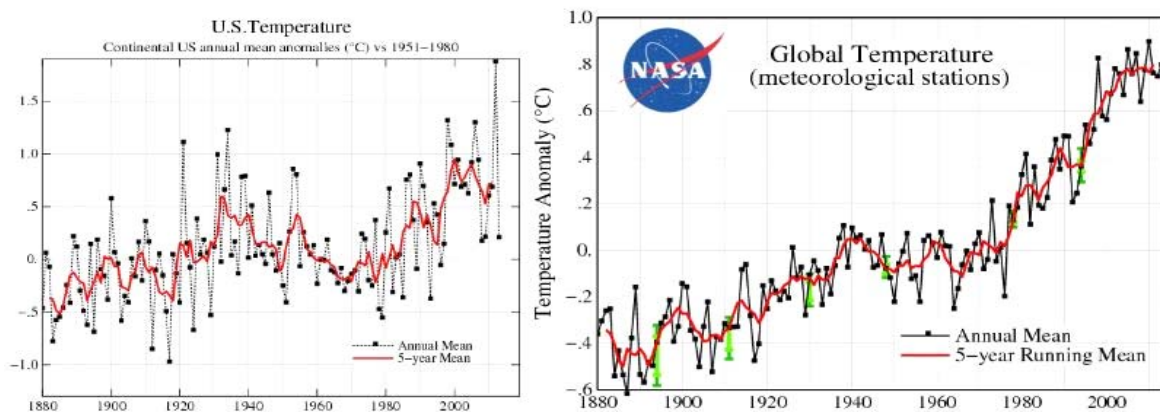 U.S.Temperature
Continental US annual mean anomalies (°C) vs 1951−1980
1.5
1.0
0.5
0.
−0.5
−1.0
Annual Mean
5−year Mean
1880 1900 1920 1940 1960 1980 2000
NASA
Global Temperature
(meteorological stations)
Temperature Anomaly (°C)
1.0
.8
.6
.4
.2
0.
−.2
−.4
−.6
Annual Mean
5−year Running Mean
1880 1900 1920 1940 1960 1980 2000